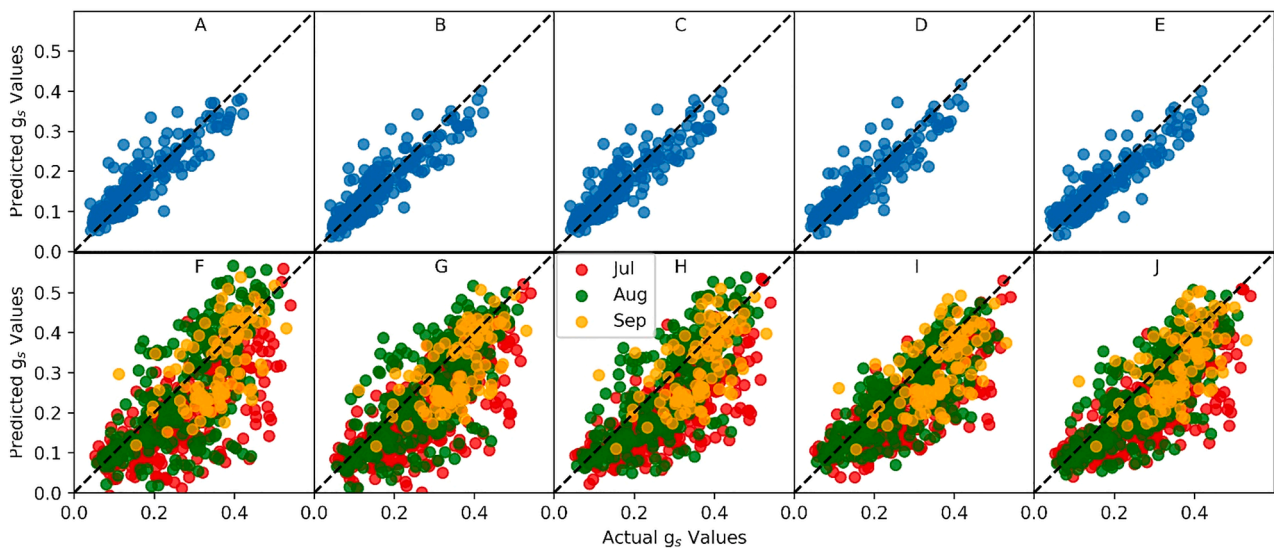 A B C D E
Predicted gₛ Values
0.5
0.4
0.3
0.2
0.1
0.0
F G H I J
Jul
Aug
Sep
Predicted gₛ Values
0.5
0.4
0.3
0.2
0.1
0.0
0.0 0.2 0.4 0.0 0.2 0.4 0.0 0.2 0.4 0.0 0.2 0.4 0.0 0.2 0.4
Actual gₛ Values